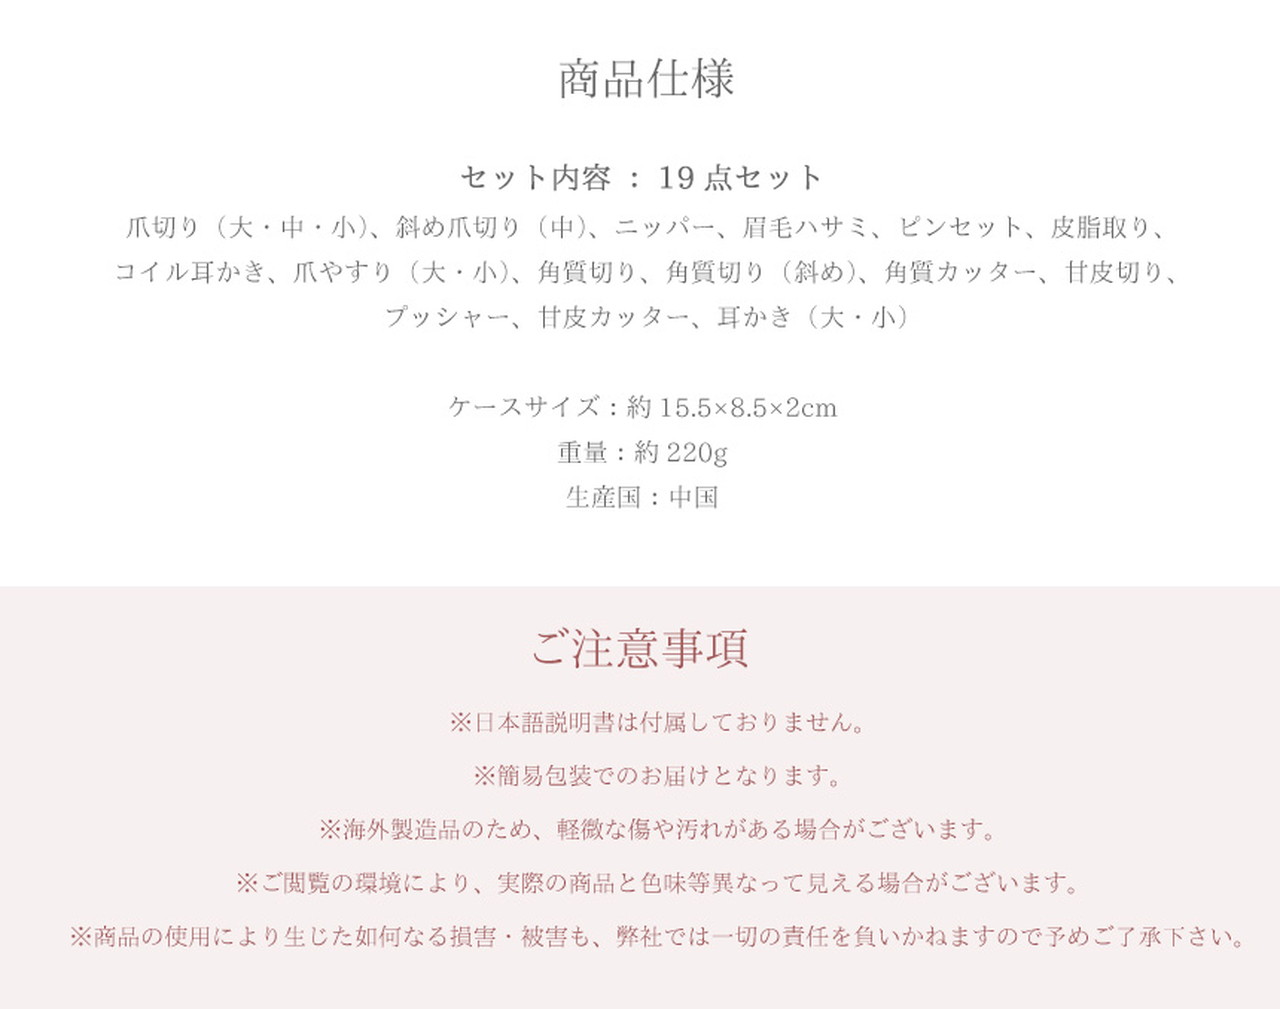 商品仕様
セット内容 : 19 点セット
爪切り（大・中・小）、斜め爪切り（中）、ニッパー、眉毛ハサミ、ピンセット、皮脂取り、
コイル耳かき、爪やすり（大・小）、角質切り、角質切り（斜め）、角質カッター、甘皮切り、
プッシャー、甘皮カッター、耳かき（大・小）
ケースサイズ：約 15.5×8.5×2cm
重量：約 220g
生産国：中国
ご注意事項
※日本語説明書は付属しておりません。
※簡易包装でのお届けとなります。
※海外製造品のため、軽微な傷や汚れがある場合がございます。
※ご閲覧の環境により、実際の商品と色味等異なって見える場合がございます。
※商品の使用により生じた如何なる損害・被害も、弊社では一切の責任を負いかねますので予めご了承下さい。